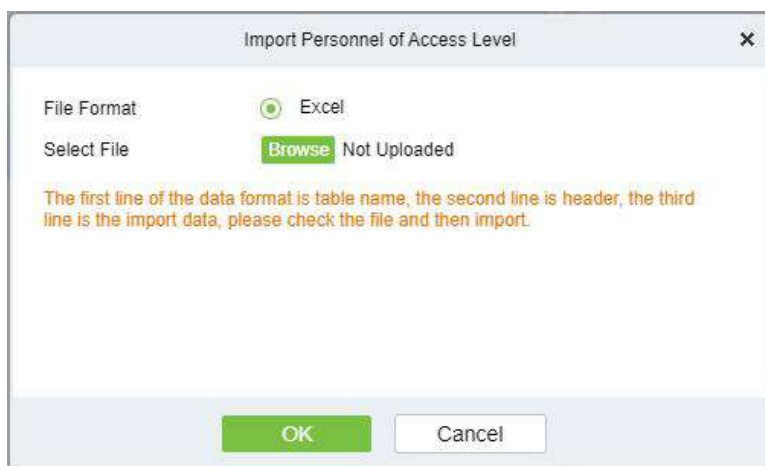 Import Personnel of Access Level
File Format Excel
Select File Browse Not Uploaded
The first line of the data format is table name, the second line is header, the third
line is the import data, please check the file and then import.
OK Cancel